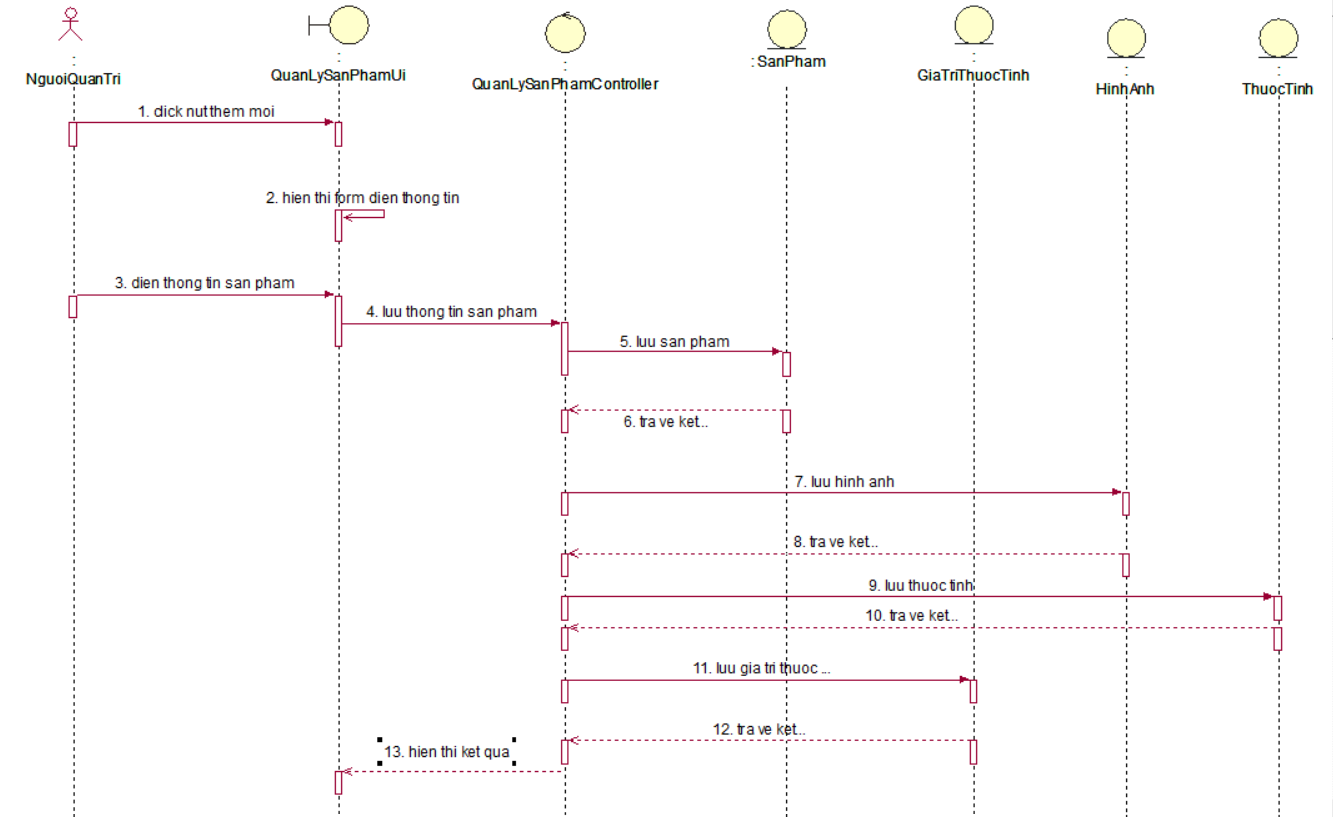 NguoiQuanTri
:
QuanLySanPhamUi
:
QuanLySanPhamController
: SanPham
:
GiaTriThuocTinh
:
HinhAnh
:
ThuocTinh
1. click nut them moi
2. hien thi form dien thong tin
3. dien thong tin san pham
4. luu thong tin san pham
5. luu san pham
6. tra ve ket...
7. luu hinh anh
8. tra ve ket...
9. luu thuoc tinh
10. tra ve ket...
11. luu gia tri thuoc ...
12. tra ve ket...
13. hien thi ket qua